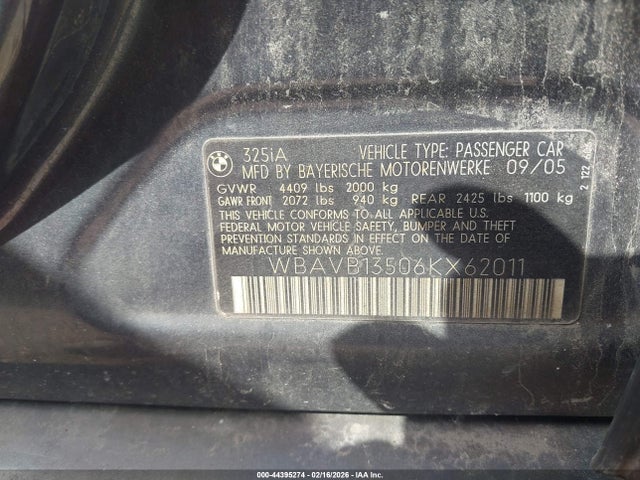 BMW
325iA VEHICLE TYPE: PASSENGER CAR
MFD BY BAYERISCHE MOTORENWERKE 09/05
GVWR 4409 lbs 2000 kg
GAWR FRONT 2072 lbs 940 kg REAR 2425 lbs 1100 kg
THIS VEHICLE CONFORMS TO ALL APPLICABLE U.S.
FEDERAL MOTOR VEHICLE SAFETY, BUMPER AND THEFT
PREVENTION STANDARDS IN EFFECT ON THE DATE OF
MANUFACTURE SHOWN ABOVE.
WBAVB13506KX62011
2 122
000-44395274 | 02/16/2026 - IAA Inc.